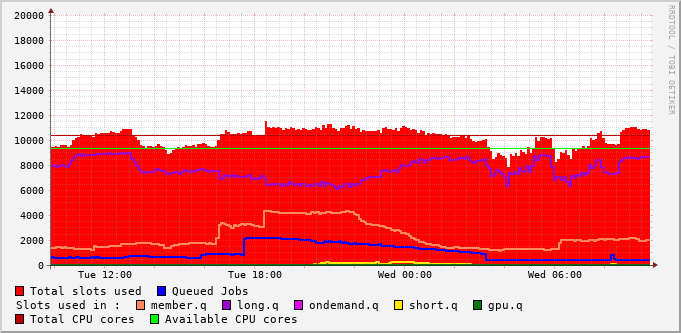 20000
18000
16000
14000
12000
10000
8000
6000
4000
2000
0
Tue 12:00 Tue 18:00 Wed 00:00 Wed 06:00
RRDTOOL / TOBI OETIKER
Total slots used Queued Jobs
Slots used in : member.q long.q ondemand.q short.q gpu.q
Total CPU cores Available CPU cores